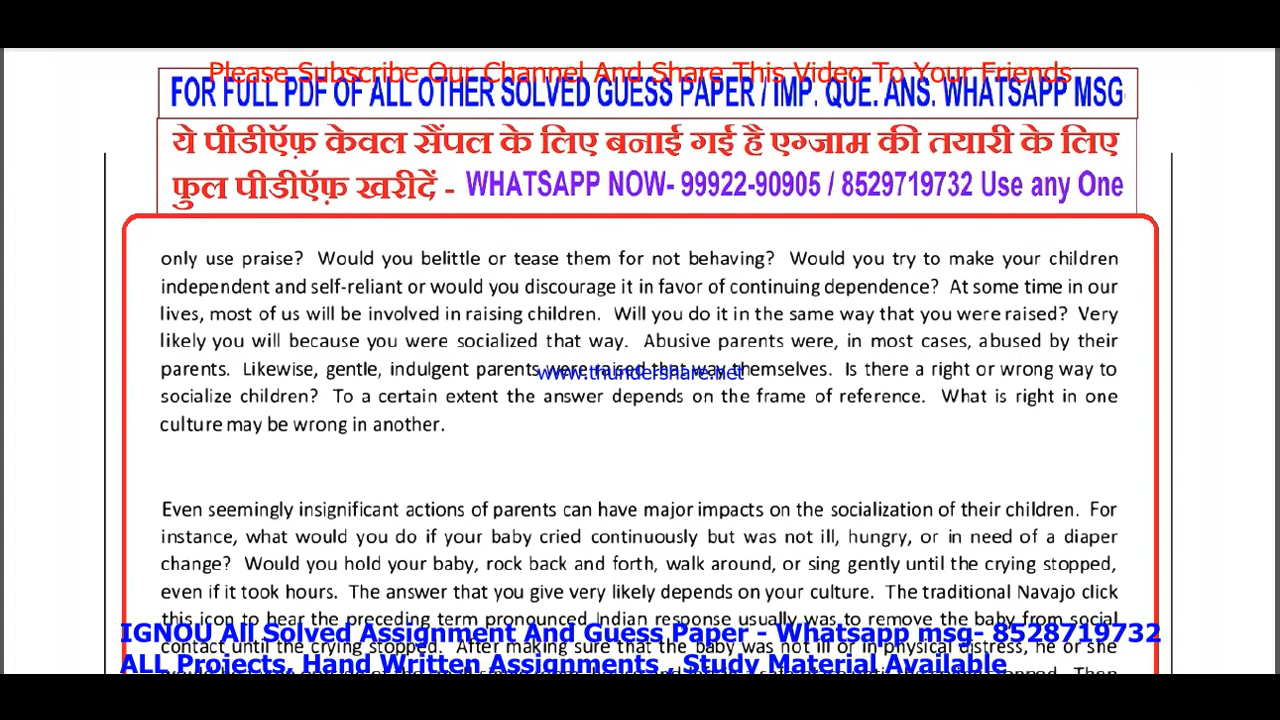 Please Subscribe Our Channel And Share This Video To Your Friends
FOR FULL PDF OF ALL OTHER SOLVED GUESS PAPER / IMP. QUE. ANS. WHATSAPP MSG
ये पीडीऍफ़ केवल सैंपल के लिए बनाई गई है एग्जाम की तयारी के लिए
फुल पीडीऍफ़ खरीदें - WHATSAPP NOW- 99922-90905 / 8529719732 Use any One
only use praise? Would you belittle or tease them for not behaving? Would you try to make your children
independent and self-reliant or would you discourage it in favor of continuing dependence? At some time in our
lives, most of us will be involved in raising children. Will you do it in the same way that you were raised? Very
likely you will because you were socialized that way. Abusive parents were, in most cases, abused by their
parents. Likewise, gentle, indulgent parents were raised that way themselves. Is there a right or wrong way to
www.thundershare.net
socialize children? To a certain extent the answer depends on the frame of reference. What is right in one
culture may be wrong in another.
Even seemingly insignificant actions of parents can have major impacts on the socialization of their children. For
instance, what would you do if your baby cried continuously but was not ill, hungry, or in need of a diaper
change? Would you hold your baby, rock back and forth, walk around, or sing gently until the crying stopped,
even if it took hours. The answer that you give very likely depends on your culture. The traditional Navajo click
this icon to hear the preceding term pronounced Indian response usually was to remove the baby from social
IGNOU All Solved Assignment And Guess Paper - Whatsapp msg- 8528719732
contact until the crying stopped. After making sure that the baby was not ill or in physical distress, he or she
ALL Projects, Hand Written Assignments , Study Material Available